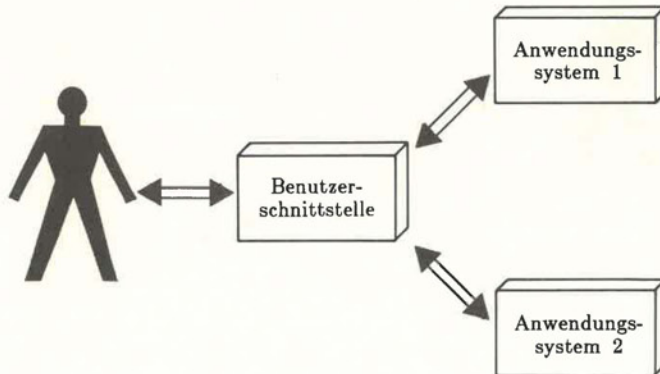 Anwendungs-
system 1
Benutzer-
schnittstelle
Anwendungs-
system 2